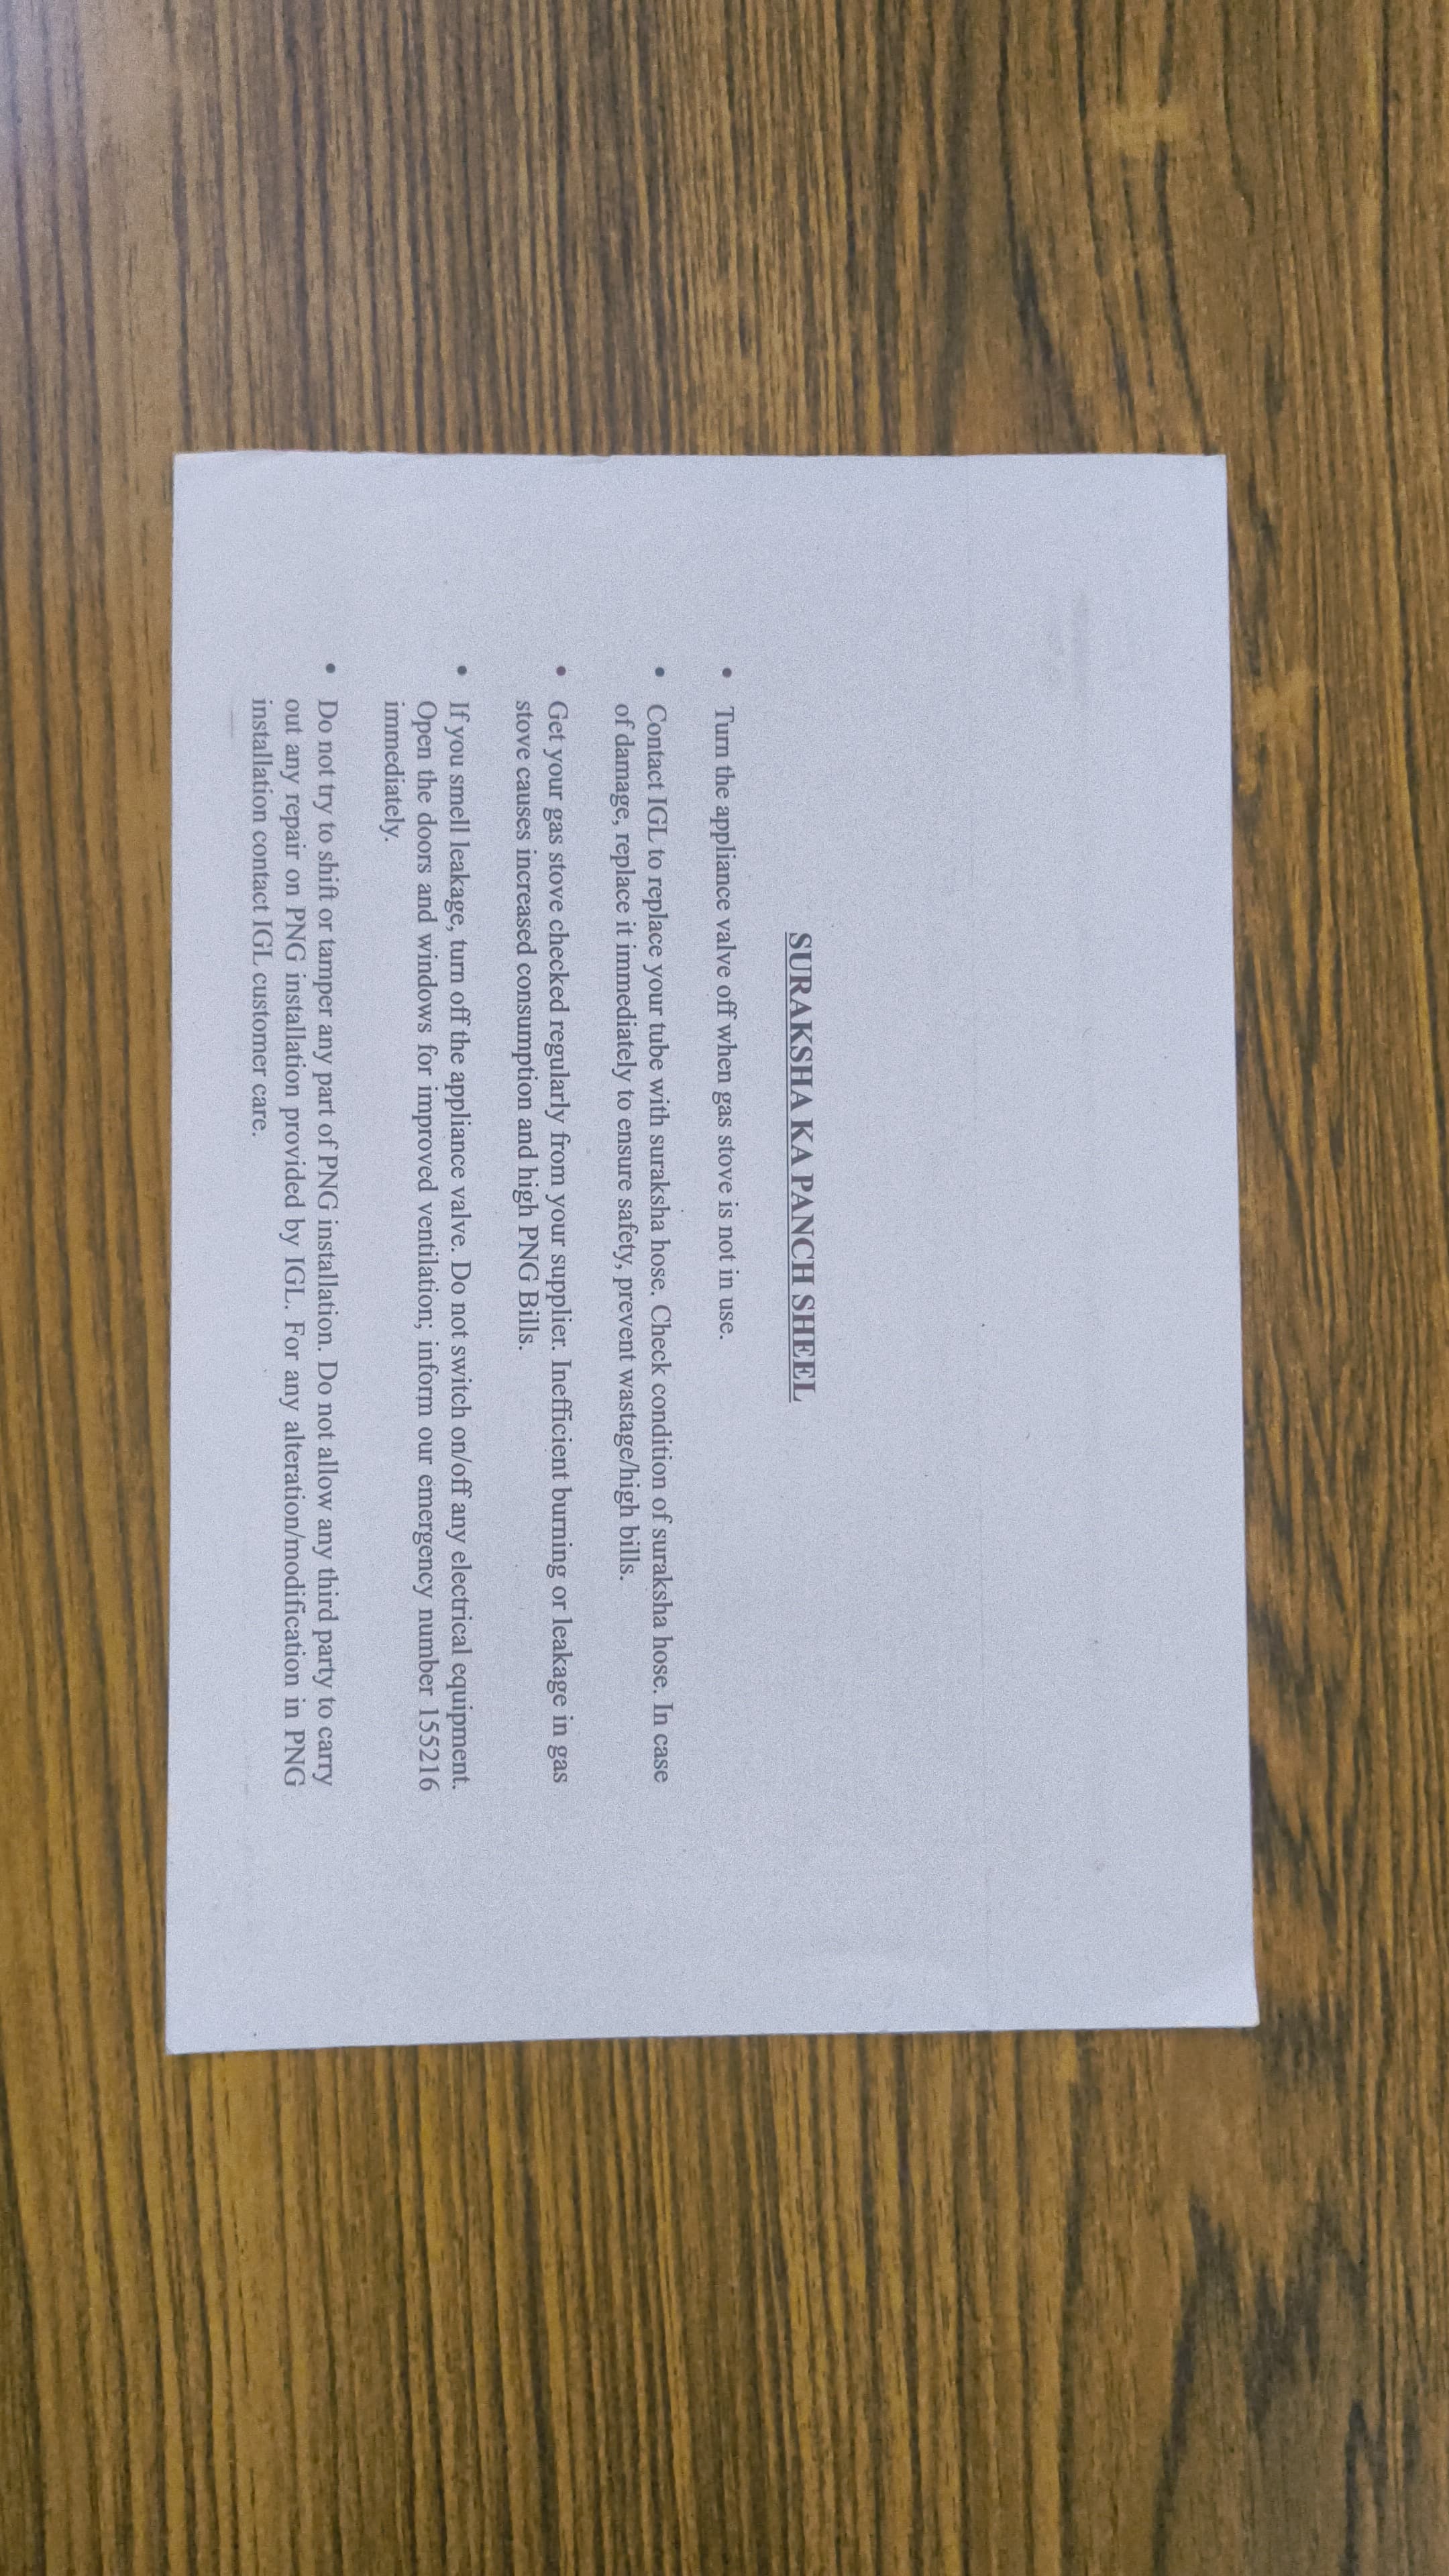 SURAKSHA KA PANCH SHEEL
• Turn the appliance valve off when gas stove is not in use.
• Contact IGL to replace your tube with suraksha hose. Check condition of suraksha hose. In case
of damage, replace it immediately to ensure safety, prevent wastage/high bills.
• Get your gas stove checked regularly from your supplier. Inefficient burning or leakage in gas
stove causes increased consumption and high PNG Bills.
• If you smell leakage, turn off the appliance valve. Do not switch on/off any electrical equipment.
Open the doors and windows for improved ventilation; inform our emergency number 155216
immediately.
• Do not try to shift or tamper any part of PNG installation. Do not allow any third party to carry
out any repair on PNG installation provided by IGL. For any alteration/modification in PNG
installation contact IGL customer care.